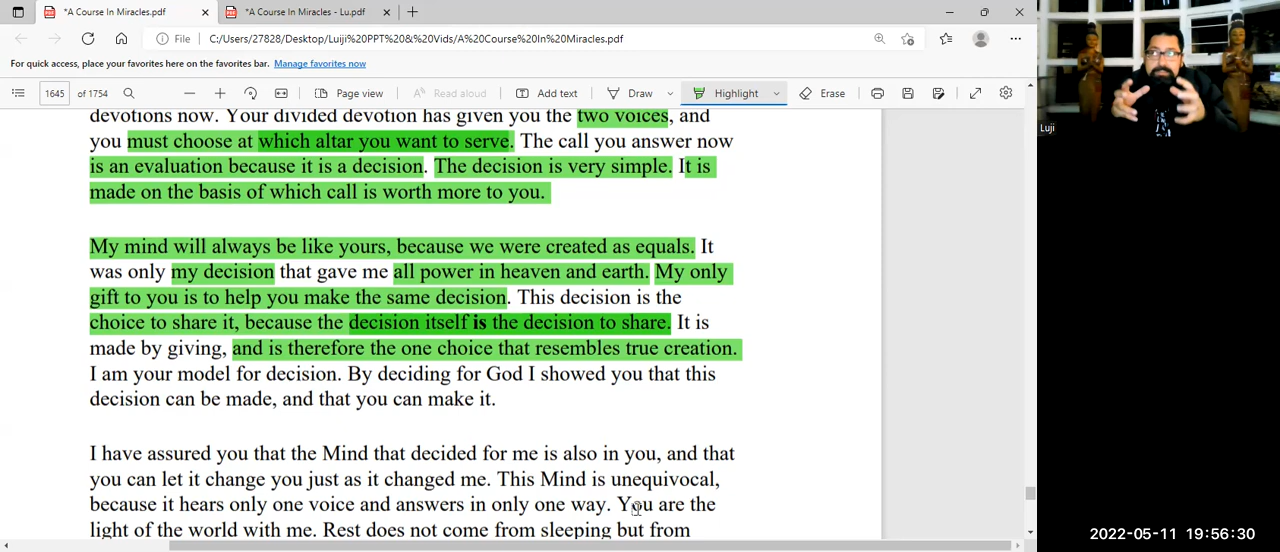 *A Course In Miracles.pdf
*A Course In Miracles - Lu.pdf
File
C:/Users/27828/Desktop/Luiji%20PPT%20&%20Vids/A%20Course%20In%20Miracles.pdf
For quick access, place your favorites here on the favorites bar. Manage favorites now
1645 of 1754
Page view
Read aloud
Add text
Draw
Highlight
Erase
devotions now. Your divided devotion has given you the two voices, and
you must choose at which altar you want to serve. The call you answer now
is an evaluation because it is a decision. The decision is very simple. It is
made on the basis of which call is worth more to you.
My mind will always be like yours, because we were created as equals. It
was only my decision that gave me all power in heaven and earth. My only
gift to you is to help you make the same decision. This decision is the
choice to share it, because the decision itself is the decision to share. It is
made by giving, and is therefore the one choice that resembles true creation.
I am your model for decision. By deciding for God I showed you that this
decision can be made, and that you can make it.
I have assured you that the Mind that decided for me is also in you, and that
you can let it change you just as it changed me. This Mind is unequivocal,
because it hears only one voice and answers in only one way. You are the
light of the world with me. Rest does not come from sleeping but from
Luji
2022-05-11 19:56:30